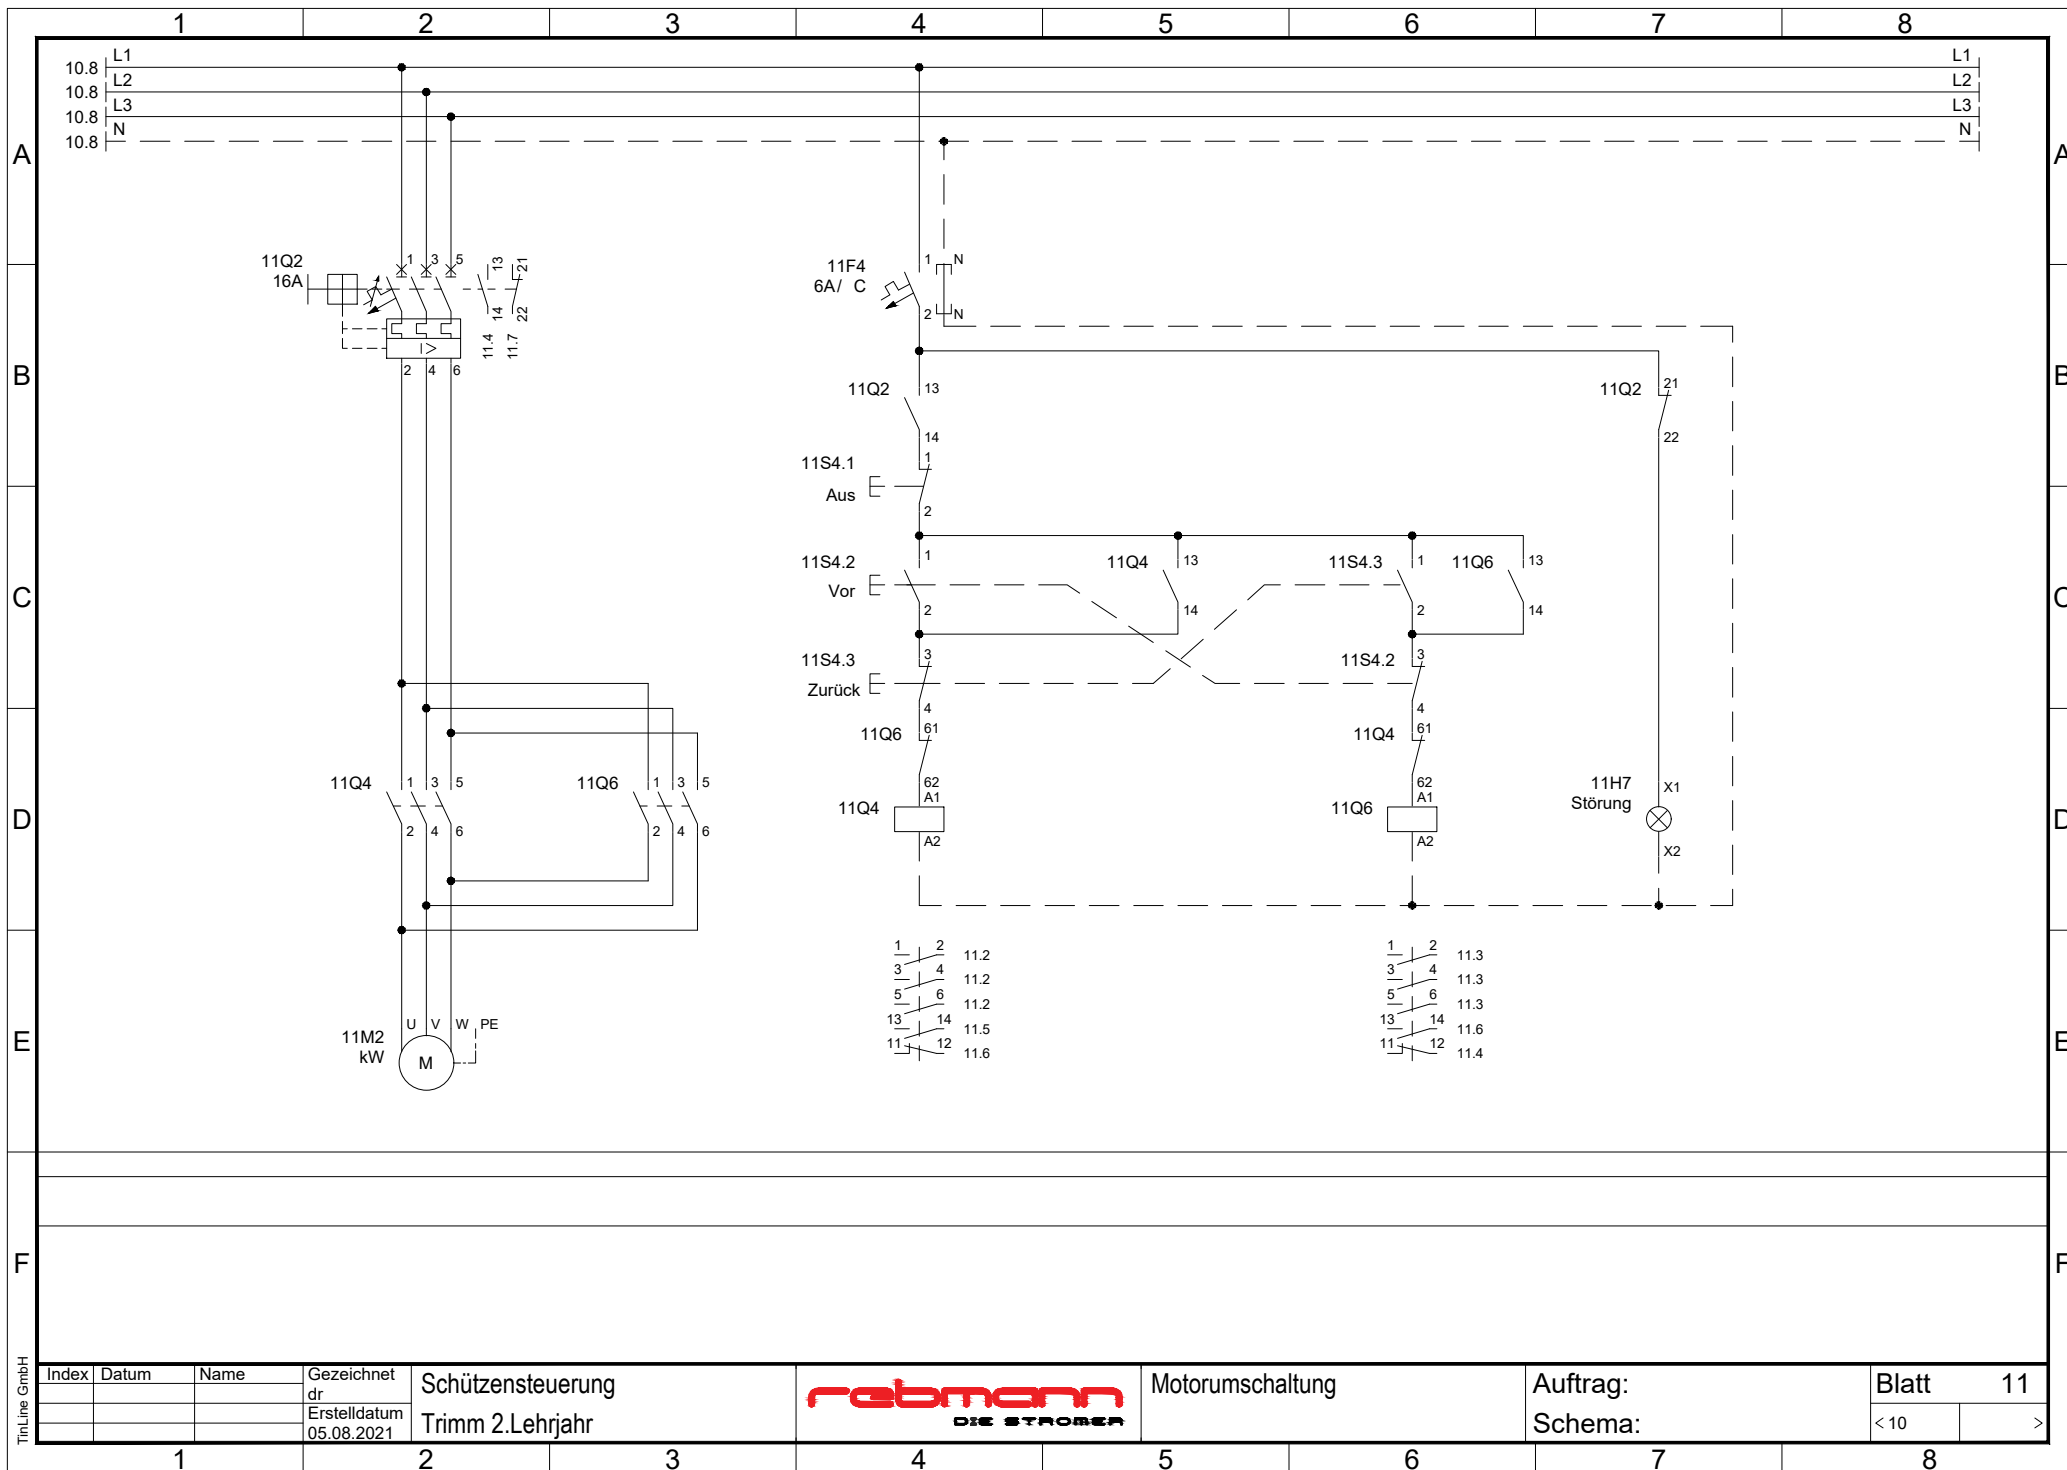 1 2 3 4 5 6 7 8
10.8 L1 L1
10.8 L2 L2
10.8 L3 L3
10.8 N N
A A
11Q2 1 3 5 13 21
16A
14 22
I>
11.4 11.7
2 4 6
11F4 1 N
6A/ C
2 N
B B
11Q2 13
14
11Q2 21
22
11S4.1 1
Aus
2
11S4.2 1
Vor
2
11Q4 13
14
11S4.3 1
2
11Q6 13
14
C C
11S4.3 3
Zurück
4
11S4.2 3
4
11Q6 61
62
11Q4 61
62
11Q4 1 3 5
2 4 6
11Q6 1 3 5
2 4 6
11Q4 A1
A2
11Q6 A1
A2
11H7 X1
Störung
X2
D D
1 2 11.2
3 4 11.2
5 6 11.2
13 14 11.5
11 12 11.6
1 2 11.3
3 4 11.3
5 6 11.3
13 14 11.6
11 12 11.4
U V W PE
11M2
kW
M
E E
F F
TinLine GmbH
Index Datum Name
Gezeichnet
dr
Erstelldatum
05.08.2021
Schützensteuerung
Trimm 2.Lehrjahr
rebmann
DIE STROMER
Motorumschaltung
Auftrag:
Schema:
Blatt 11
< 10 >
1 2 3 4 5 6 7 8